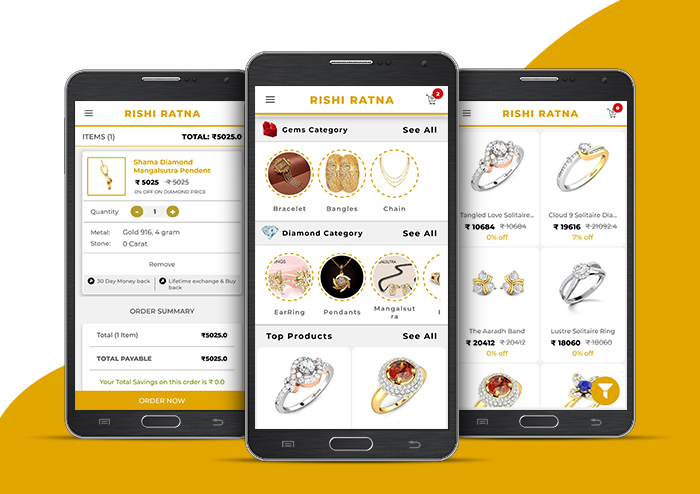 RISHI RATNA
ITEMS (1) TOTAL: ₹5025.0
Shama Diamond
Mangalsutra Pendent
₹ 5025 ₹ 5025
0% OFF ON DIAMOND PRICE
Quantity - 1 +
Metal: Gold 916, 4 gram
Stone: 0 Carat
Remove
30 Day Money back
Lifetime exchange & Buy
back
ORDER SUMMARY
Total (1 Item) ₹5025.0
TOTAL PAYABLE ₹5025.0
Your Total Savings on this order is ₹ 0.0
ORDER NOW
RISHI RATNA 2
Gems Category See All
Bracelet Bangles Chain
Diamond Category See All
EarRing Pendants Mangalsut
ra
Top Products See All
RISHI RATNA 0
Tangled Love Solitaire...
₹ 10684 ₹ 10684
0% off
Cloud 9 Solitaire Dia...
₹ 19616 ₹ 21092.4
7% off
The Aaradh Band
₹ 20412 ₹ 20412
0% off
Lustre Solitaire Ring
₹ 18060 ₹ 18060
0% off